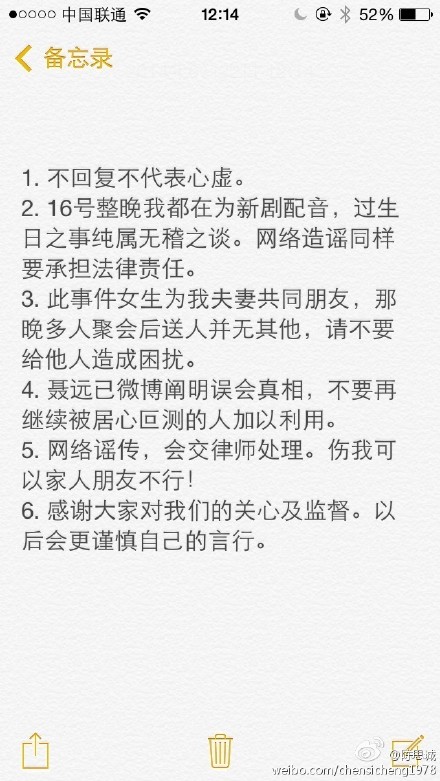 中国联通
12:14
52%
备忘录
1. 不回复不代表心虚。
2. 16号整晚我都在为新剧配音，过生
日之事纯属无稽之谈。网络造谣同样
要承担法律责任。
3. 此事件女生为我夫妻共同朋友，那
晚多人聚会后送人并无其他，请不要
给他人造成困扰。
4. 聂远已微博阐明误会真相，不要再
继续被居心叵测的人加以利用。
5. 网络谣传，会交律师处理。伤我可
以家人朋友不行！
6. 感谢大家对我们的关心及监督。以
后会更谨慎自己的言行。
@陈思诚
weibo.com/chensicheng1978